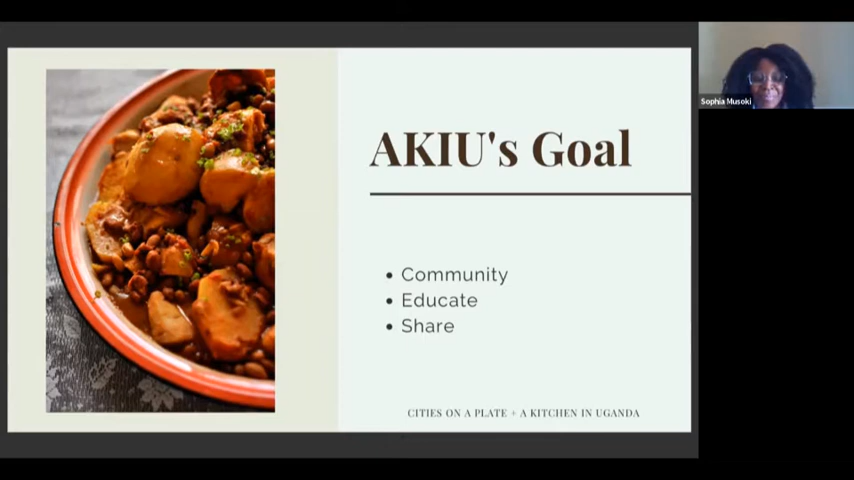 AKIU's Goal
• Community
• Educate
• Share
CITIES ON A PLATE + A KITCHEN IN UGANDA
Sophia Musoki